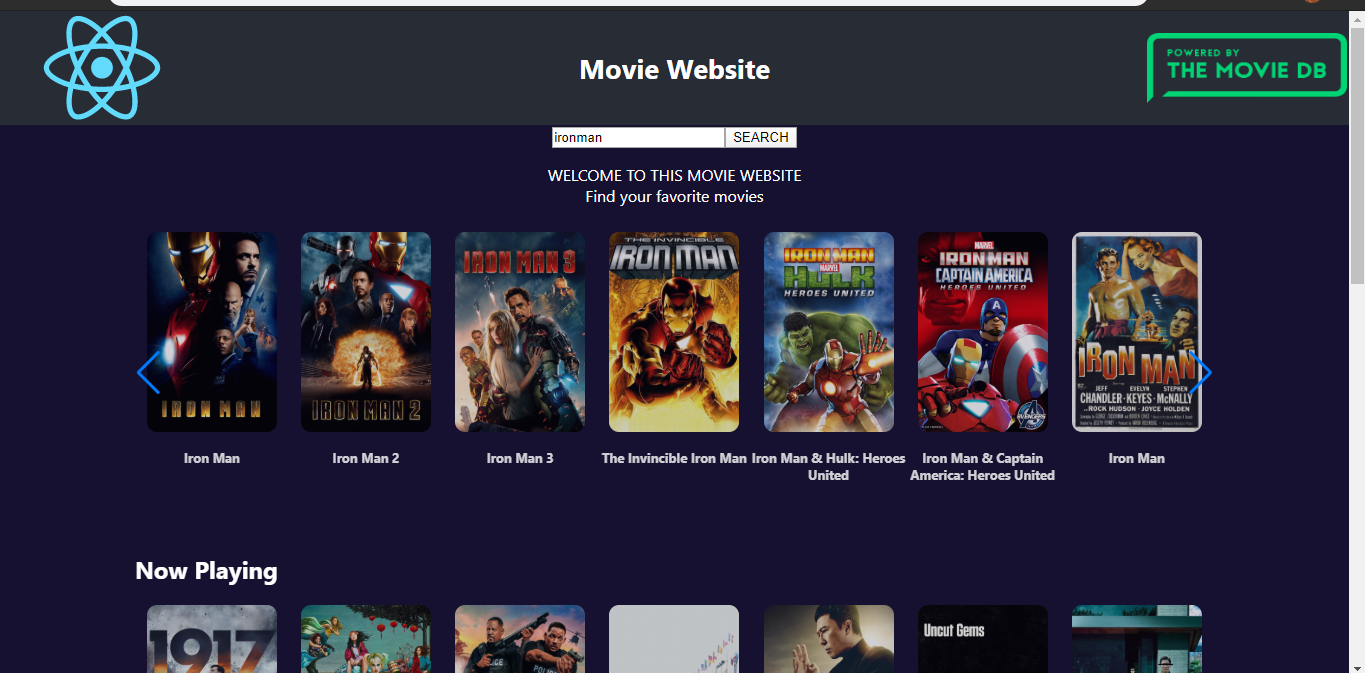 Movie Website
POWERED BY
THE MOVIE DB
ironman
SEARCH
WELCOME TO THIS MOVIE WEBSITE
Find your favorite movies
IRON MAN
IRON MAN 2
IRON MAN 3
THE INVINCIBLE
IRON MAN
IRON MAN
MARVEL
HULK
HEROES UNITED
MARVEL
IRON MAN
CAPTAIN AMERICA
HEROES UNITED
AVENGERS
IRON MAN
JEFF EVELYN STEPHEN
CHANDLER·KEYES·McNALLY
ROCK HUDSON · JOYCE HOLDEN
Iron Man
Iron Man 2
Iron Man 3
The Invincible Iron Man
Iron Man & Hulk: Heroes
United
Iron Man & Captain
America: Heroes United
Iron Man
Now Playing
1917
POLICE
Uncut Gems